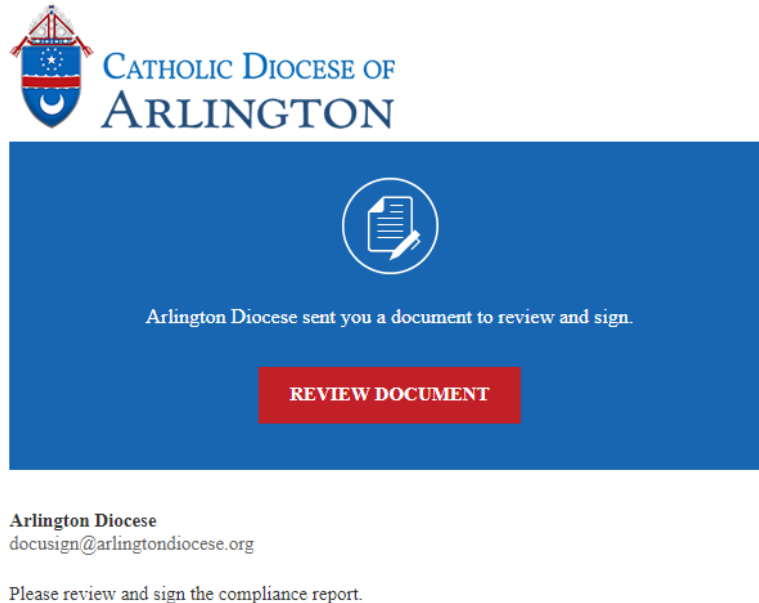 CATHOLIC DIOCESE OF
ARLINGTON
Arlington Diocese sent you a document to review and sign.
REVIEW DOCUMENT
Arlington Diocese
docusign@arlingtondiocese.org
Please review and sign the compliance report.